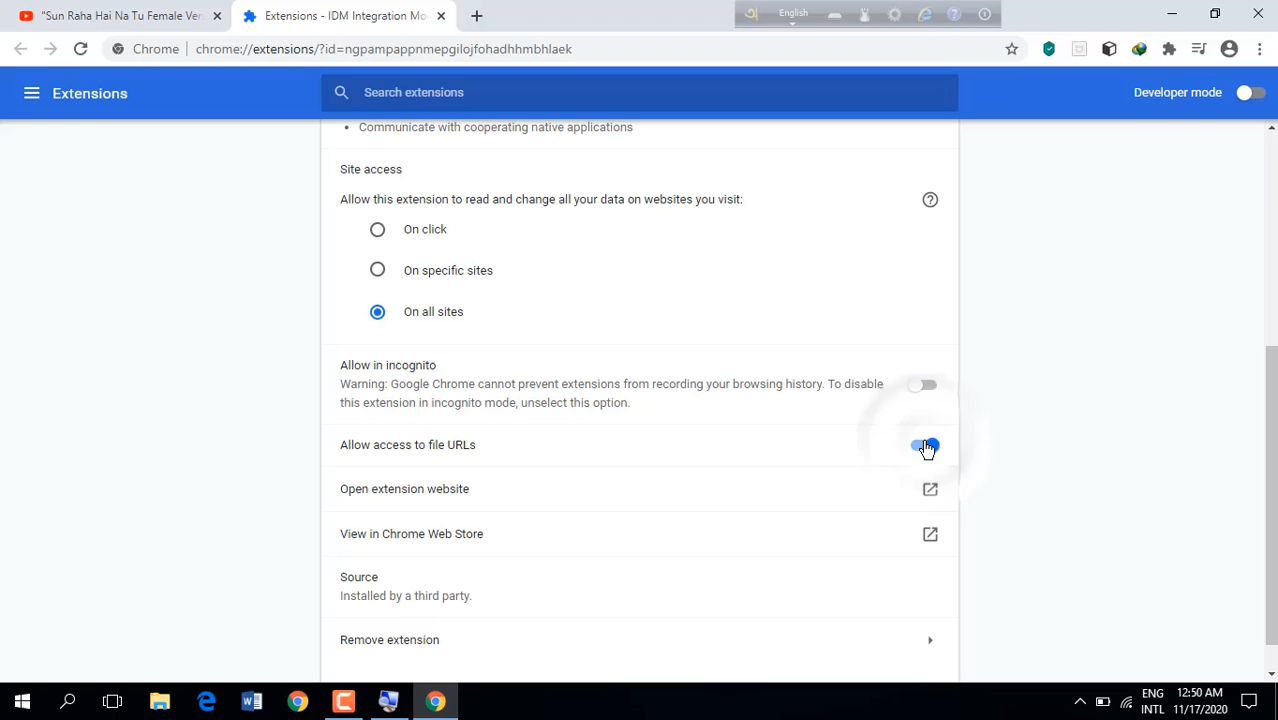 "Sun Rahi Hai Na Tu Female Ver
Extensions - IDM Integration Mo
English
Chrome
chrome://extensions/?id=ngpampappnmepgilojfohadhhmbhlaek
Extensions
Search extensions
Developer mode
Communicate with cooperating native applications
Site access
Allow this extension to read and change all your data on websites you visit:
On click
On specific sites
On all sites
Allow in incognito
Warning: Google Chrome cannot prevent extensions from recording your browsing history. To disable
this extension in incognito mode, unselect this option.
Allow access to file URLs
Open extension website
View in Chrome Web Store
Source
Installed by a third party.
Remove extension
ENG
INTL
12:50 AM
11/17/2020